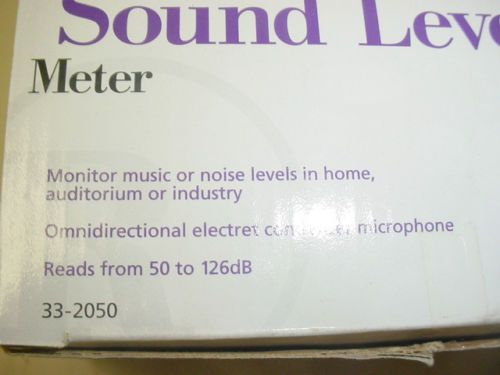 Sound Leve
Meter
Monitor music or noise levels in home,
auditorium or industry
Omnidirectional electret microphone
Reads from 50 to 126dB
33-2050